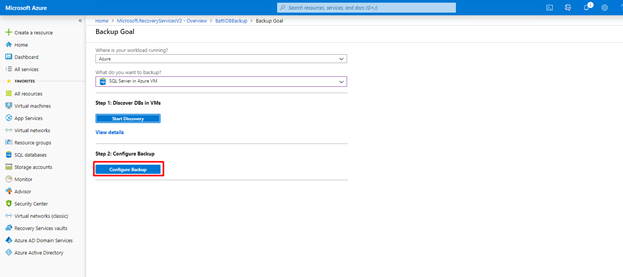 Microsoft Azure
Search resources, services, and docs (G+/)
Home > Microsoft.RecoveryServicesV2 - Overview > BattlDBBackup > Backup Goal
Backup Goal
Where is your workload running?
Azure
What do you want to backup?
SQL Server in Azure VM
Step 1: Discover DBs in VMs
Start Discovery
View details
Step 2: Configure Backup
Configure Backup
Create a resource
Home
Dashboard
All services
FAVORITES
All resources
Virtual machines
App Services
Virtual networks
Resource groups
SQL databases
Storage accounts
Monitor
Advisor
Security Center
Virtual networks (classic)
Recovery Services vaults
Azure AD Domain Services
Azure Active Directory